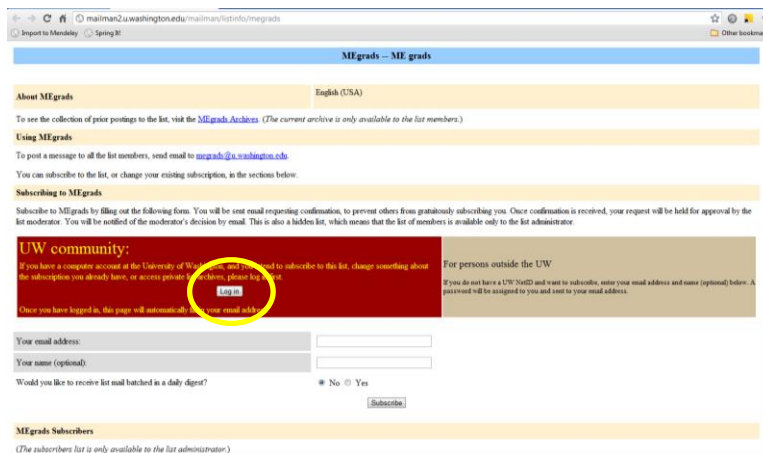 mailman2.u.washington.edu/mailman/listinfo/megrads
Import to Mendeley Spring It! Other bookma
MEgrads -- ME grads
About MEgrads English (USA)
To see the collection of prior postings to the list, visit the MEgrads Archives. (The current archive is only available to the list members.)
Using MEgrads
To post a message to all the list members, send email to megrads@u.washington.edu.
You can subscribe to the list, or change your existing subscription, in the sections below.
Subscribing to MEgrads
Subscribe to MEgrads by filling out the following form. You will be sent email requesting confirmation, to prevent others from gratuitously subscribing you. Once confirmation is received, your request will be held for approval by the
list moderator. You will be notified of the moderator's decision by email. This is also a hidden list, which means that the list of members is available only to the list administrator.
UW community:
If you have a computer account at the University of Washington, and you intend to subscribe to this list, change something about
the subscription you already have, or access private list archives, please log in first.
Log in
Once you have logged in, this page will automatically your email address
For persons outside the UW
If you do not have a UW NetID and want to subscribe, enter your email address and name (optional) below. A
password will be assigned to you and sent to your email address.
Your email address:
Your name (optional):
Would you like to receive list mail batched in a daily digest? No Yes
Subscribe
MEgrads Subscribers
(The subscribers list is only available to the list administrator.)